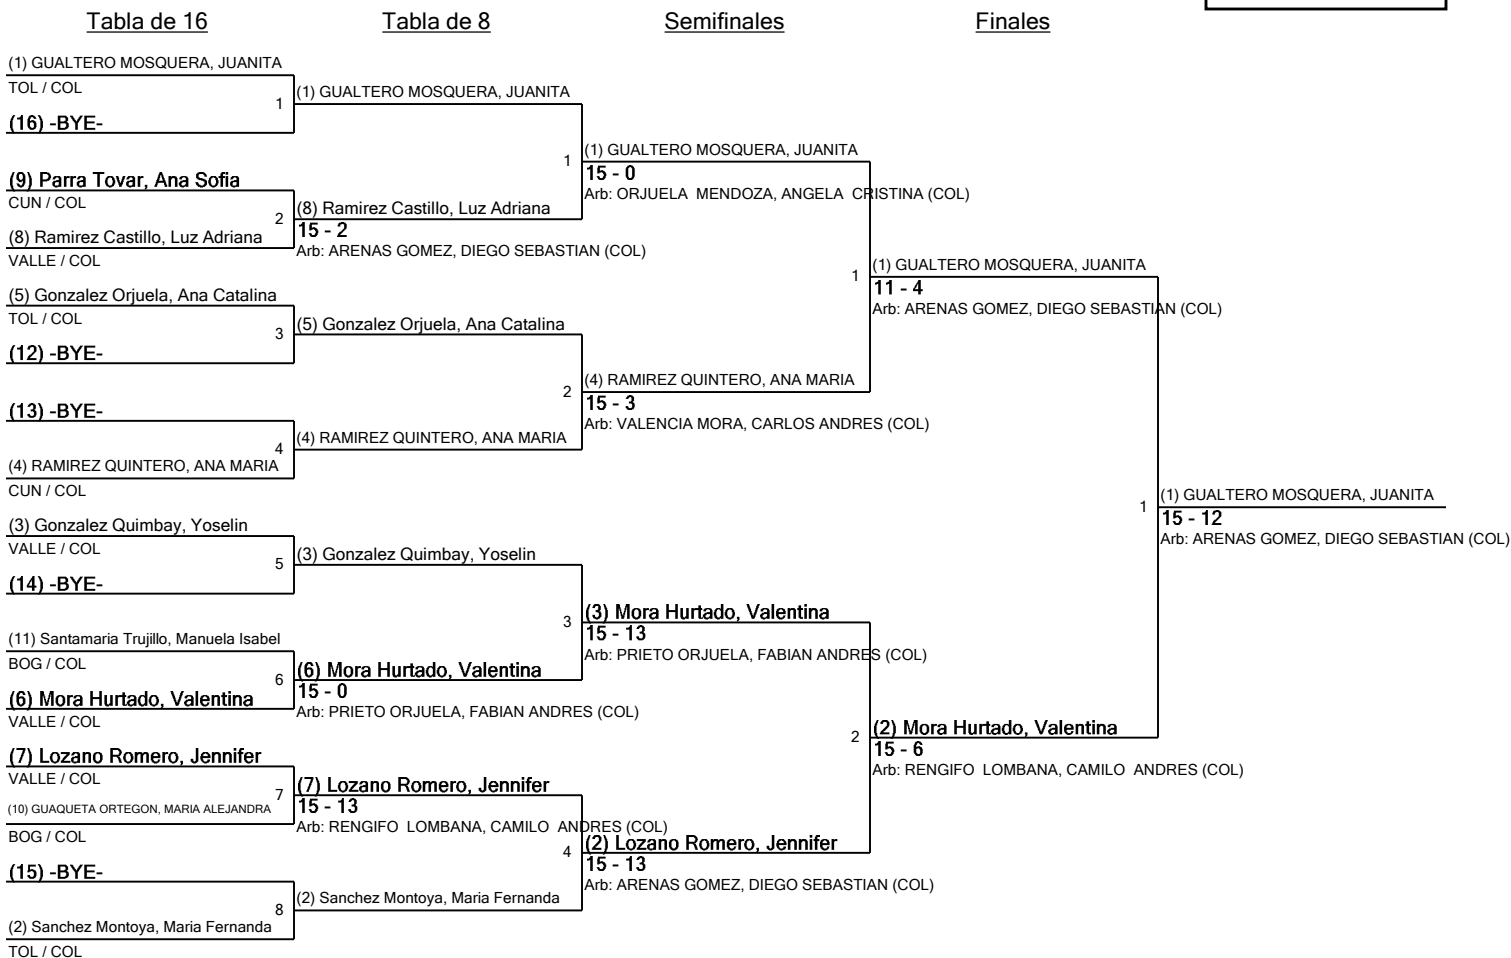 Tabla de 16
Tabla de 8
Semifinales
Finales
(1) GUALTERO MOSQUERA, JUANITA
TOL / COL
1
(16) -BYE-
(9) Parra Tovar, Ana Sofia
CUN / COL
2
(8) Ramirez Castillo, Luz Adriana
VALLE / COL
(5) Gonzalez Orjuela, Ana Catalina
TOL / COL
3
(12) -BYE-
(13) -BYE-
4
(4) RAMIREZ QUINTERO, ANA MARIA
CUN / COL
(3) Gonzalez Quimbay, Yoselin
VALLE / COL
5
(14) -BYE-
(11) Santamaria Trujillo, Manuela Isabel
BOG / COL
6
(6) Mora Hurtado, Valentina
VALLE / COL
(7) Lozano Romero, Jennifer
VALLE / COL
7
(10) GUAQUETA ORTEGON, MARIA ALEJANDRA
BOG / COL
(15) -BYE-
8
(2) Sanchez Montoya, Maria Fernanda
TOL / COL
(1) GUALTERO MOSQUERA, JUANITA
1
(8) Ramirez Castillo, Luz Adriana
15 - 2
Arb: ARENAS GOMEZ, DIEGO SEBASTIAN (COL)
(5) Gonzalez Orjuela, Ana Catalina
2
(4) RAMIREZ QUINTERO, ANA MARIA
(3) Gonzalez Quimbay, Yoselin
3
(6) Mora Hurtado, Valentina
15 - 0
Arb: PRIETO ORJUELA, FABIAN ANDRES (COL)
(7) Lozano Romero, Jennifer
15 - 13
Arb: RENGIFO  LOMBANA, CAMILO  ANDRES (COL)
4
(2) Sanchez Montoya, Maria Fernanda
(1) GUALTERO MOSQUERA, JUANITA
15 - 0
Arb: ORJUELA  MENDOZA, ANGELA  CRISTINA (COL)
1
(4) RAMIREZ QUINTERO, ANA MARIA
15 - 3
Arb: VALENCIA MORA, CARLOS ANDRES (COL)
(3) Mora Hurtado, Valentina
15 - 13
Arb: PRIETO ORJUELA, FABIAN ANDRES (COL)
2
(2) Lozano Romero, Jennifer
15 - 13
Arb: ARENAS GOMEZ, DIEGO SEBASTIAN (COL)
(1) GUALTERO MOSQUERA, JUANITA
11 - 4
Arb: ARENAS GOMEZ, DIEGO SEBASTIAN (COL)
1
(2) Mora Hurtado, Valentina
15 - 6
Arb: RENGIFO  LOMBANA, CAMILO  ANDRES (COL)
(1) GUALTERO MOSQUERA, JUANITA
15 - 12
Arb: ARENAS GOMEZ, DIEGO SEBASTIAN (COL)